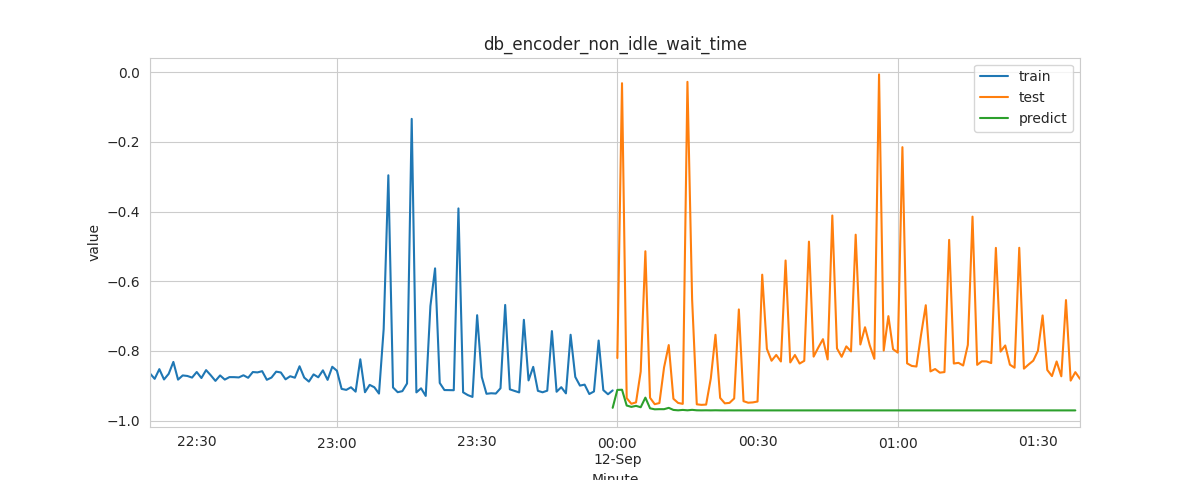 db_encoder_non_idle_wait_time
0.0
−0.2
−0.4
−0.6
−0.8
−1.0
value
train
test
predict
22:30
23:00
23:30
00:00
12-Sep
00:30
01:00
01:30
Minute